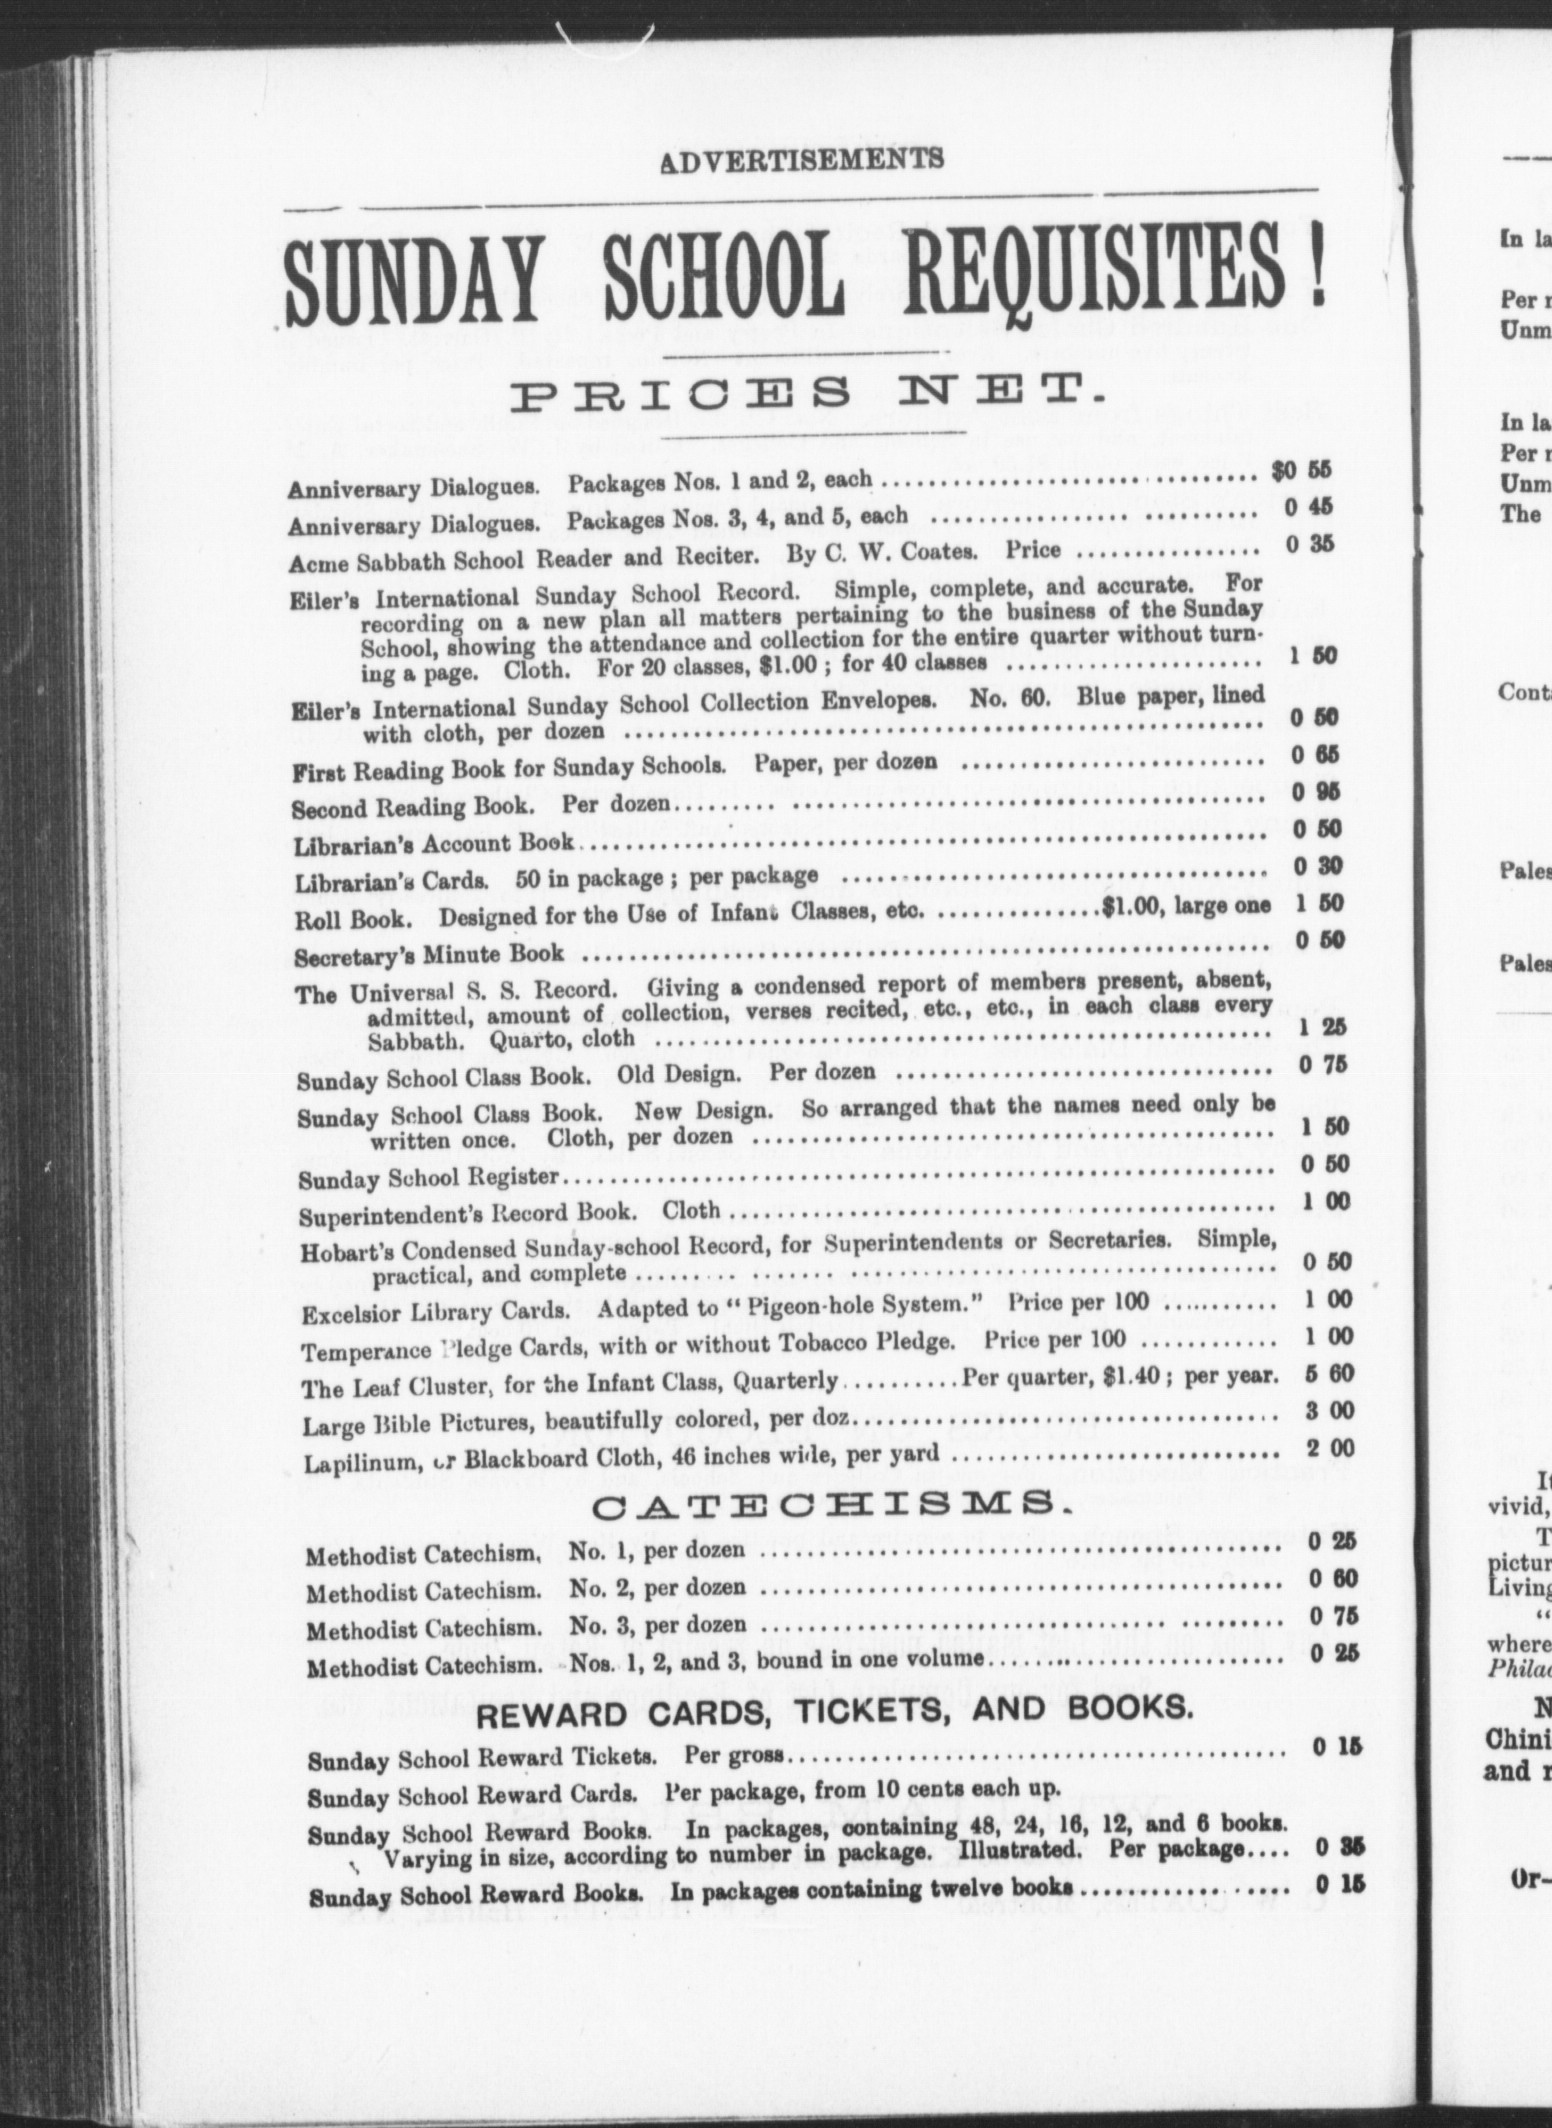 ADVERTISEMENTS
SUNDAY SCHOOL REQUISITES!
PRICES NET.
Anniversary Dialogues. Packages Nos. 1 and 2, each .......... $0 55
Anniversary Dialogues. Packages Nos. 3, 4, and 5, each .......... 0 45
Acme Sabbath School Reader and Reciter. By C. W. Coates. Price .......... 0 35
Eiler's International Sunday School Record. Simple, complete, and accurate. For
recording on a new plan all matters pertaining to the business of the Sunday
School, showing the attendance and collection for the entire quarter without turn-
ing a page. Cloth. For 20 classes, $1.00; for 40 classes .......... 1 50
Eiler's International Sunday School Collection Envelopes. No. 60. Blue paper, lined
with cloth, per dozen .......... 0 50
First Reading Book for Sunday Schools. Paper, per dozen .......... 0 65
Second Reading Book. Per dozen .......... 0 95
Librarian's Account Book .......... 0 50
Librarian's Cards. 50 in package; per package .......... 0 30
Roll Book. Designed for the Use of Infant Classes, etc. .......... $1.00, large one 1 50
Secretary's Minute Book .......... 0 50
The Universal S. S. Record. Giving a condensed report of members present, absent,
admitted, amount of collection, verses recited, etc., etc., in each class every
Sabbath. Quarto, cloth .......... 1 25
Sunday School Class Book. Old Design. Per dozen .......... 0 75
Sunday School Class Book. New Design. So arranged that the names need only be
written once. Cloth, per dozen .......... 1 50
Sunday School Register .......... 0 50
Superintendent's Record Book. Cloth .......... 1 00
Hobart's Condensed Sunday-school Record, for Superintendents or Secretaries. Simple,
practical, and complete .......... 0 50
Excelsior Library Cards. Adapted to "Pigeon-hole System." Price per 100 .......... 1 00
Temperance Pledge Cards, with or without Tobacco Pledge. Price per 100 .......... 1 00
The Leaf Cluster, for the Infant Class, Quarterly .......... Per quarter, $1.40; per year. 5 60
Large Bible Pictures, beautifully colored, per doz .......... 3 00
Lapilinum, or Blackboard Cloth, 46 inches wide, per yard .......... 2 00
CATECHISMS.
Methodist Catechism. No. 1, per dozen .......... 0 25
Methodist Catechism. No. 2, per dozen .......... 0 60
Methodist Catechism. No. 3, per dozen .......... 0 75
Methodist Catechism. Nos. 1, 2, and 3, bound in one volume .......... 0 25
REWARD CARDS, TICKETS, AND BOOKS.
Sunday School Reward Tickets. Per gross .......... 0 15
Sunday School Reward Cards. Per package, from 10 cents each up.
Sunday School Reward Books. In packages, containing 48, 24, 16, 12, and 6 books.
Varying in size, according to number in package. Illustrated. Per package.... 0 35
Sunday School Reward Books. In packages containing twelve books .......... 0 15
In
Per
In
Per
The
vivid,
where
and
Or—